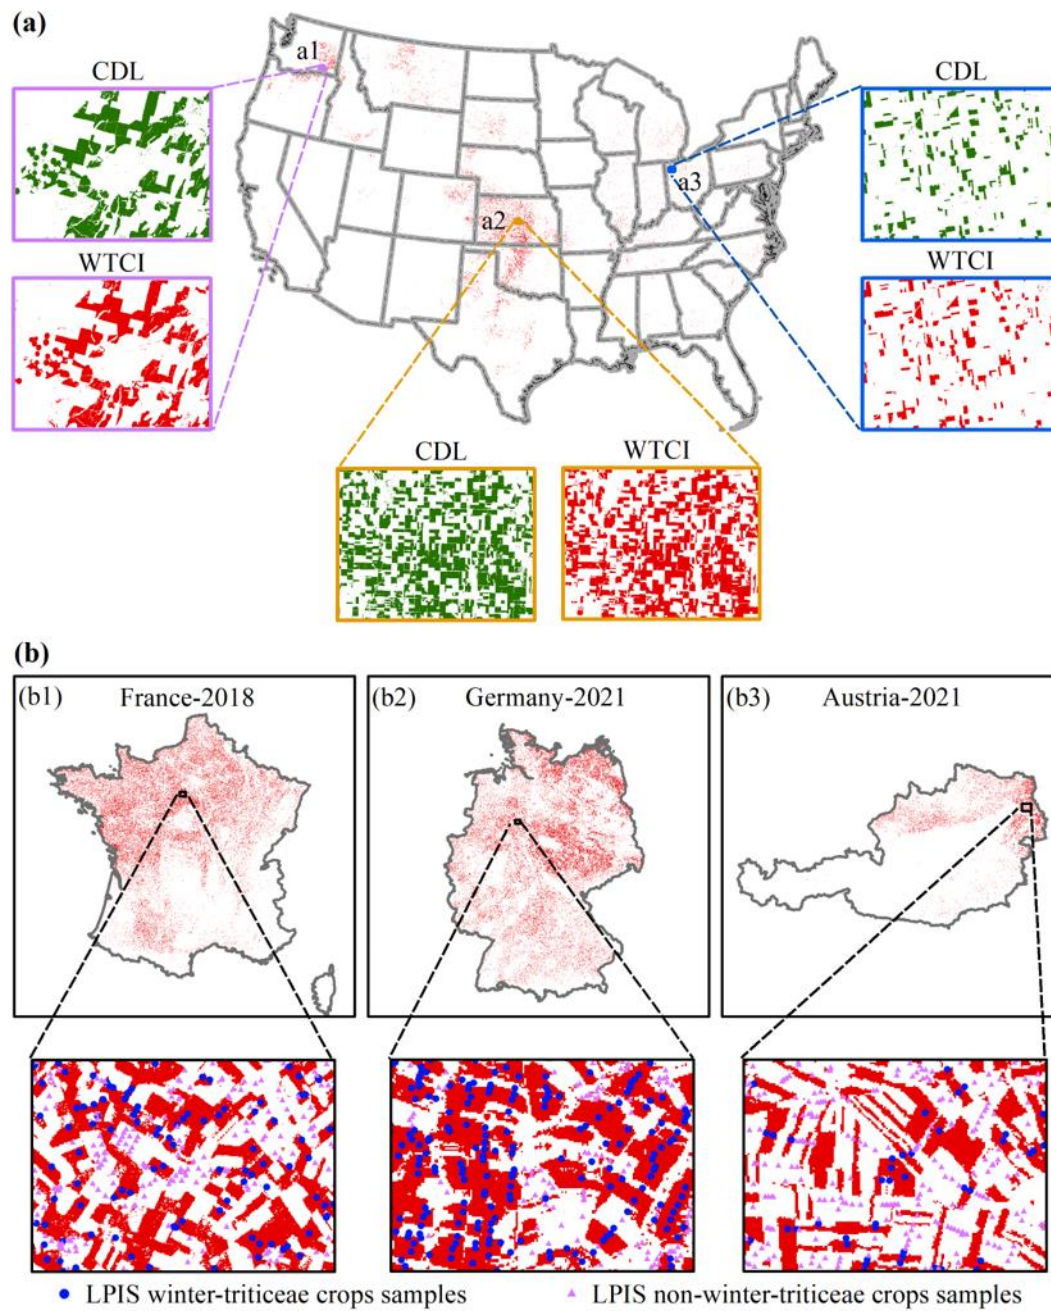 (a)
a1
CDL
CDL
a3
a2
WTCI
WTCI
CDL
WTCI
(b)
(b1) France-2018
(b2) Germany-2021
(b3) Austria-2021
LPIS winter-triticeae crops samples
LPIS non-winter-triticeae crops samples